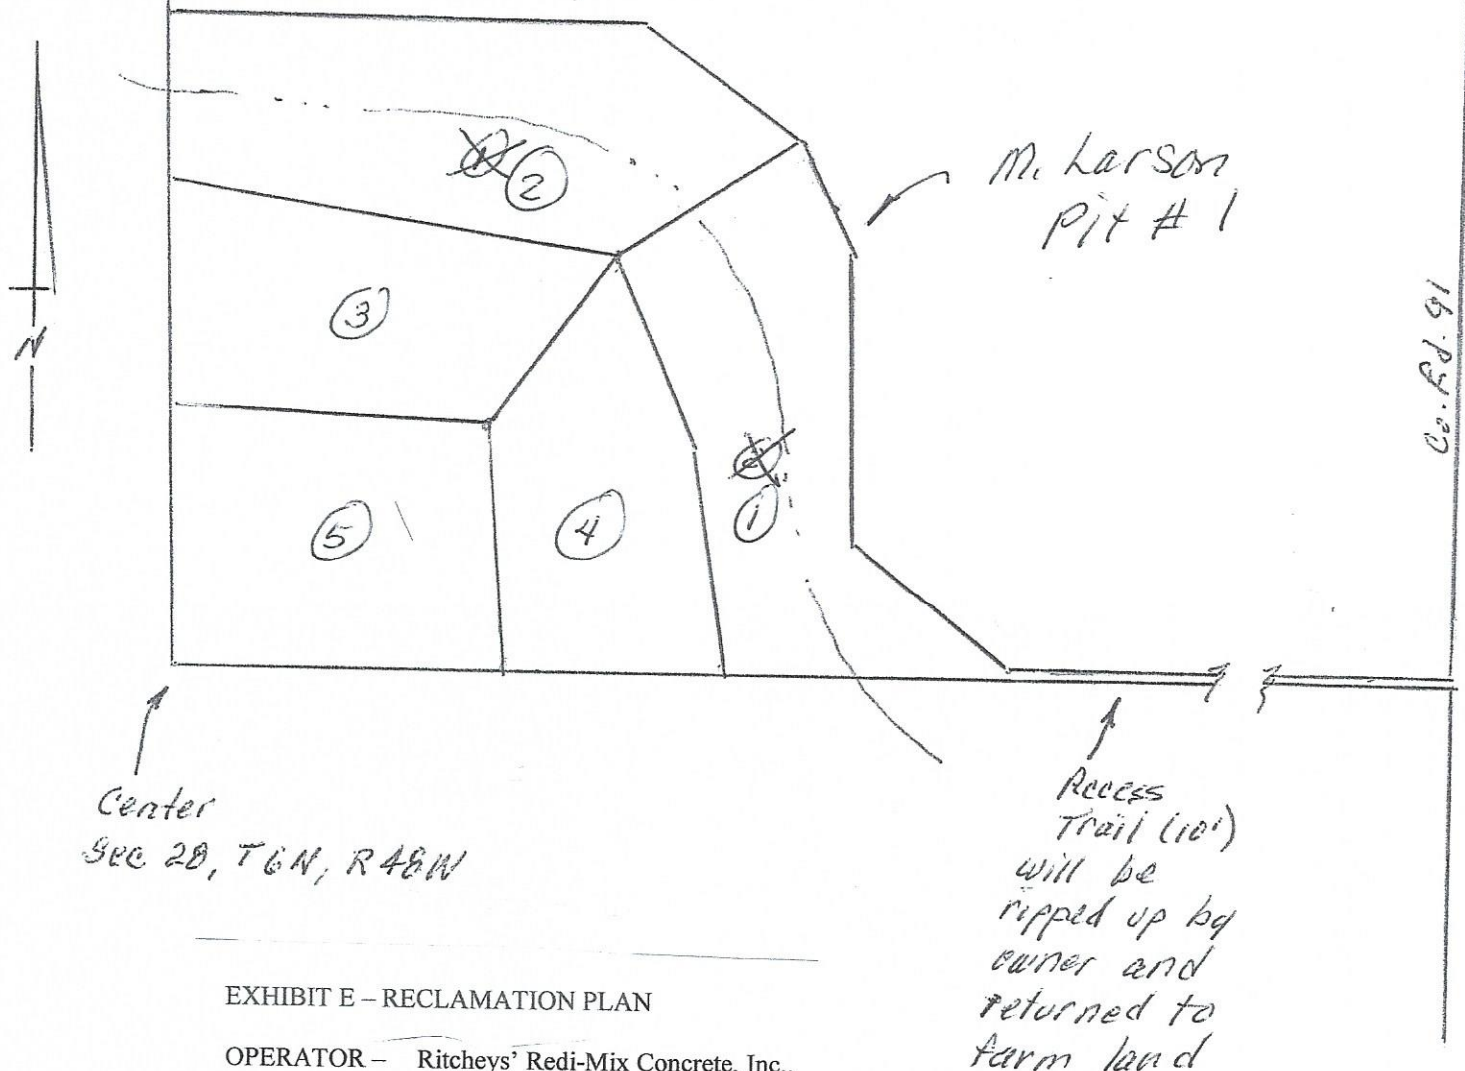 M. Larson
Pit # 1
Co. Rd. 91
2
3
5
4
1
N
Center
Sec 28, T6N, R48W
Access
Trail (10')
will be
ripped up by
owner and
returned to
farm land
EXHIBIT E – RECLAMATION PLAN
OPERATOR – Ritcheys' Redi-Mix Concrete, Inc.,